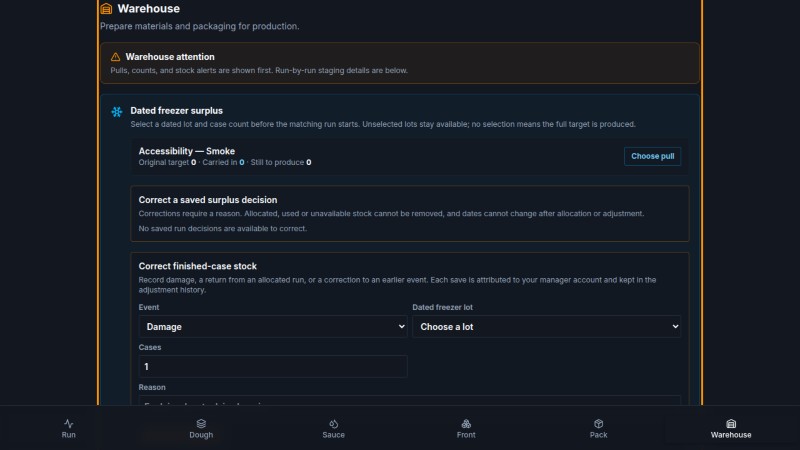 Warehouse
Prepare materials and packaging for production.
Warehouse attention
Pulls, counts, and stock alerts are shown first. Run-by-run staging details are below.
Dated freezer surplus
Select a dated lot and case count before the matching run starts. Unselected lots stay available; no selection means the full target is produced.
Accessibility — Smoke
Original target 0 · Carried in 0 · Still to produce 0
Choose pull
Correct a saved surplus decision
Corrections require a reason. Allocated, used or unavailable stock cannot be removed, and dates cannot change after allocation or adjustment.
No saved run decisions are available to correct.
Correct finished-case stock
Record damage, a return from an allocated run, or a correction to an earlier event. Each save is attributed to your manager account and kept in the
adjustment history.
Event
Dated freezer lot
Damage
Choose a lot
Cases
1
Reason
Run
Dough
Sauce
Front
Pack
Warehouse